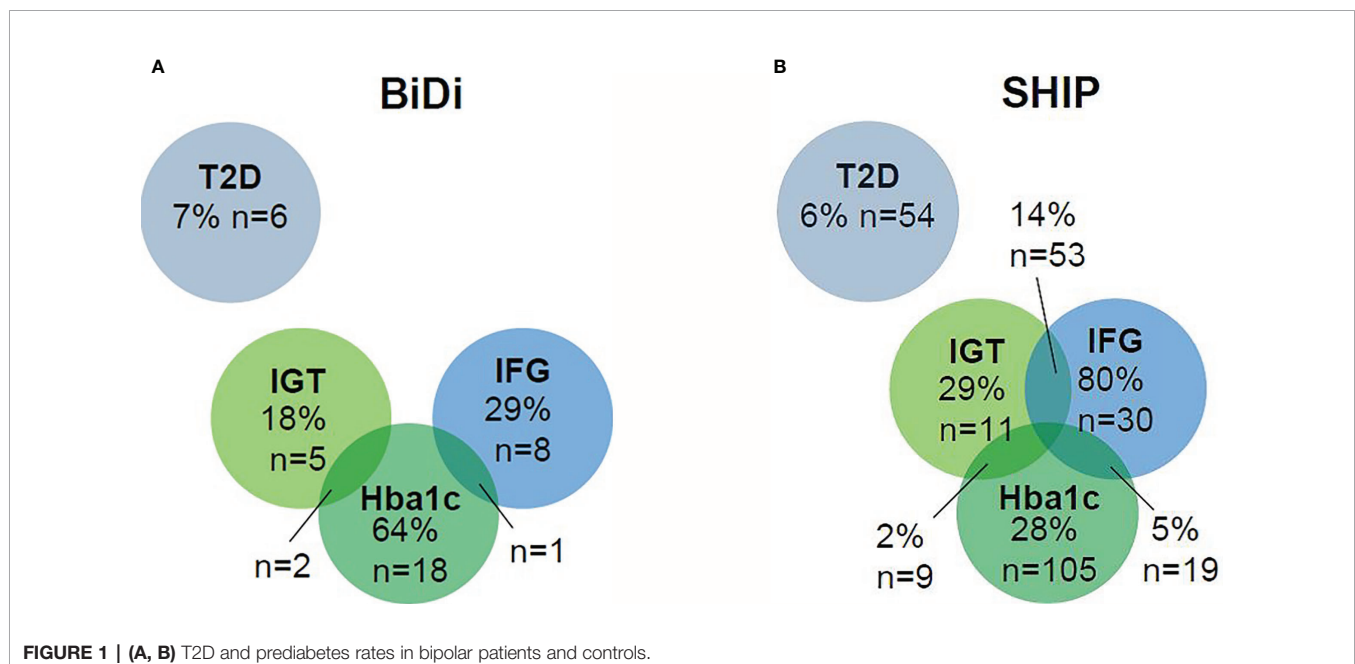 A
BiDi
T2D
7% n=6
IGT
18%
n=5
IFG
29%
n=8
Hba1c
64%
n=18
n=2
n=1
B
SHIP
T2D
6% n=54
14%
n=53
IGT
29%
n=11
IFG
80%
n=30
Hba1c
28%
n=105
2%
n=9
5%
n=19
FIGURE 1 | (A, B) T2D and prediabetes rates in bipolar patients and controls.